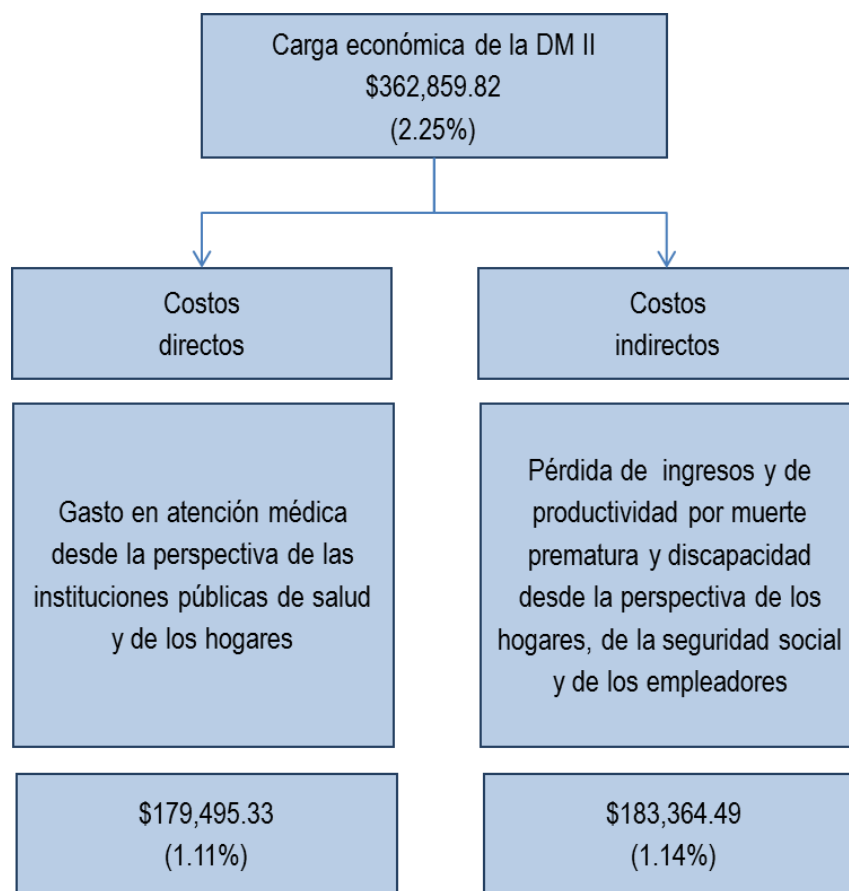 Carga económica de la DM II
$362,859.82
(2.25%)
Costos
directos
Costos
indirectos
Gasto en atención médica
desde la perspectiva de las
instituciones públicas de salud
y de los hogares
Pérdida de ingresos y de
productividad por muerte
prematura y discapacidad
desde la perspectiva de los
hogares, de la seguridad social
y de los empleadores
$179,495.33
(1.11%)
$183,364.49
(1.14%)